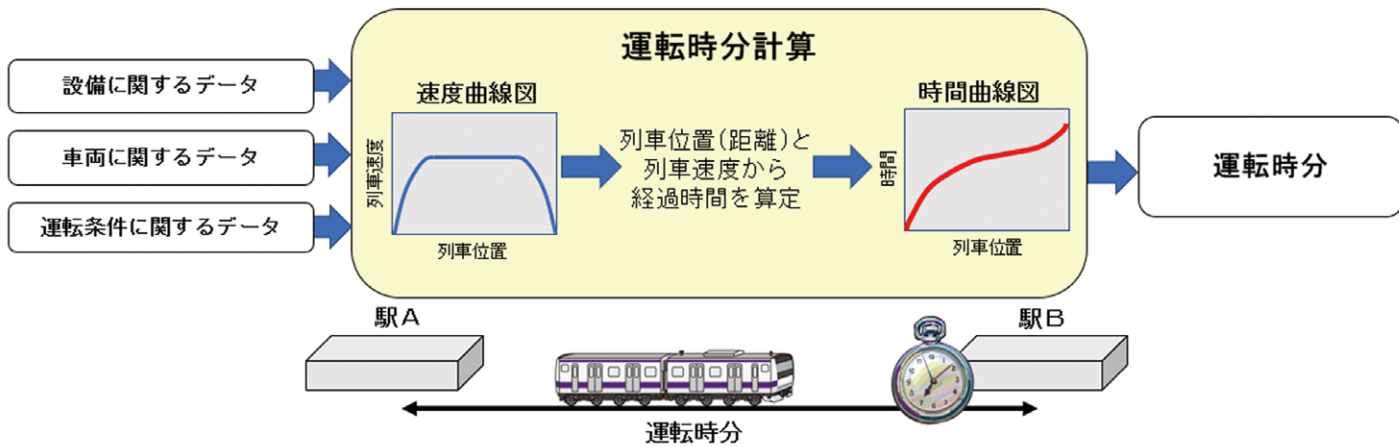 運転時分計算
設備に関するデータ
車両に関するデータ
運転条件に関するデータ
速度曲線図
列車速度
列車位置
列車位置(距離)と
列車速度から
経過時間を算定
時間曲線図
時間
列車位置
運転時分
駅A
駅B
運転時分